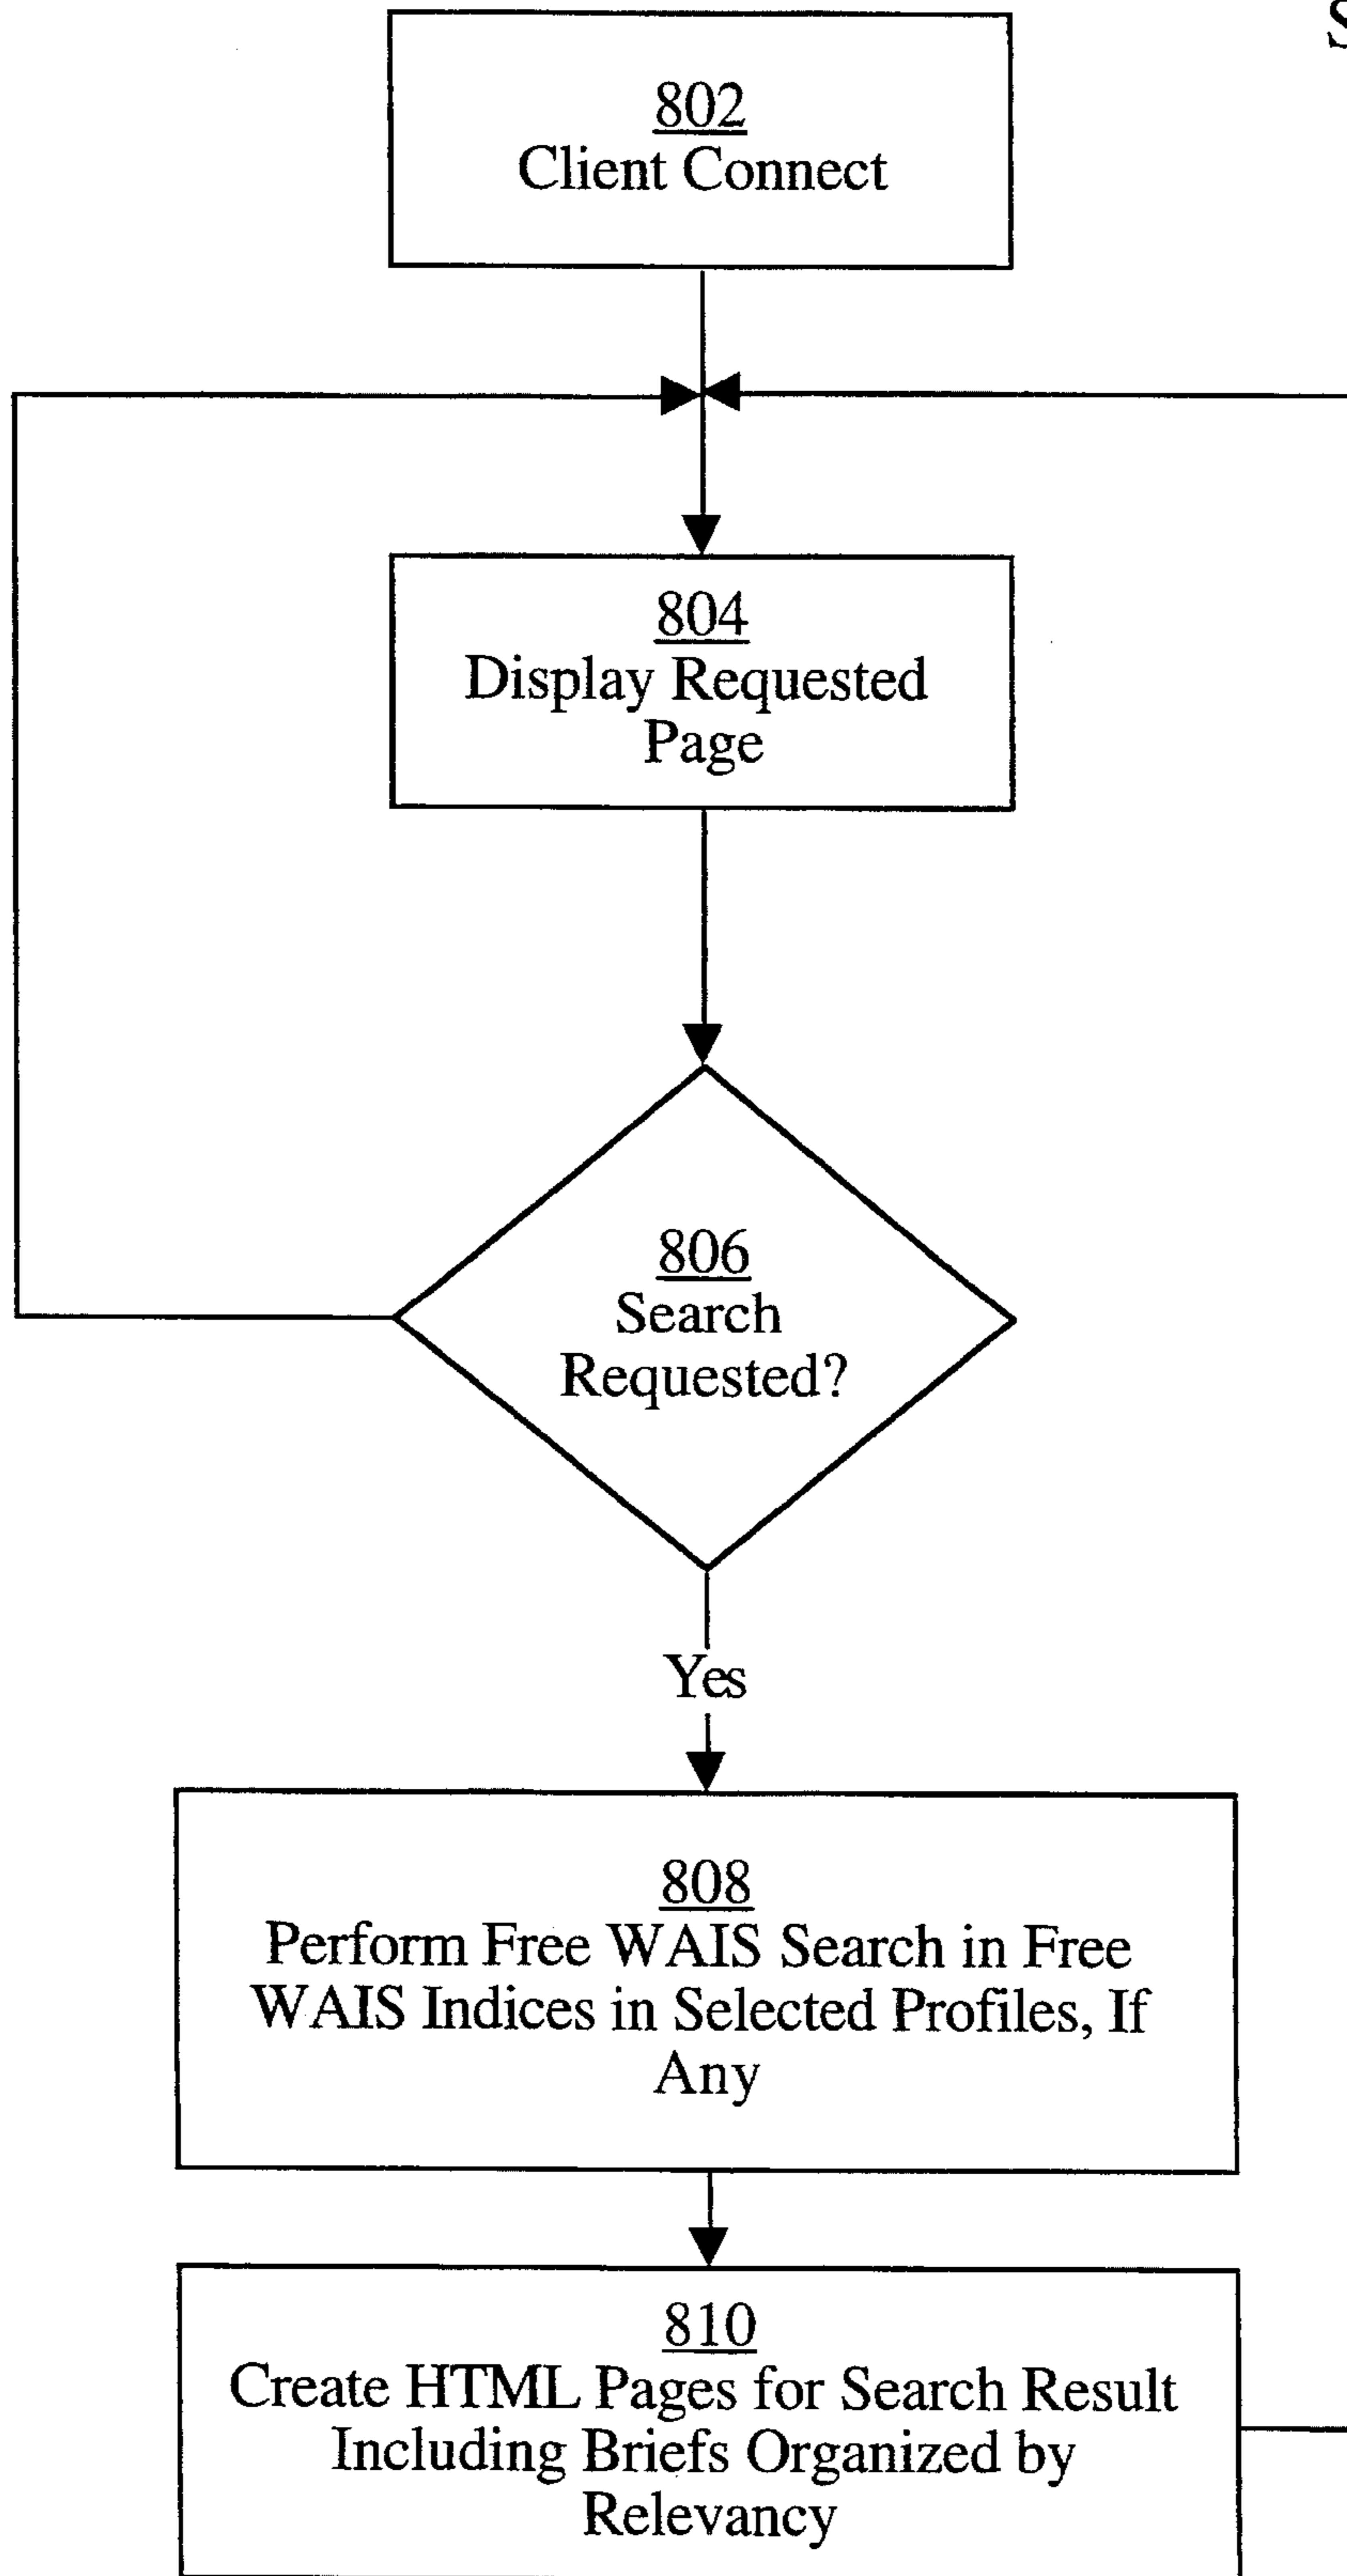 802
Client Connect
804
Display Requested
Page
806
Search
Requested?
Yes
808
Perform Free WAIS Search in Free
WAIS Indices in Selected Profiles, If
Any
810
Create HTML Pages for Search Result
Including Briefs Organized by
Relevancy